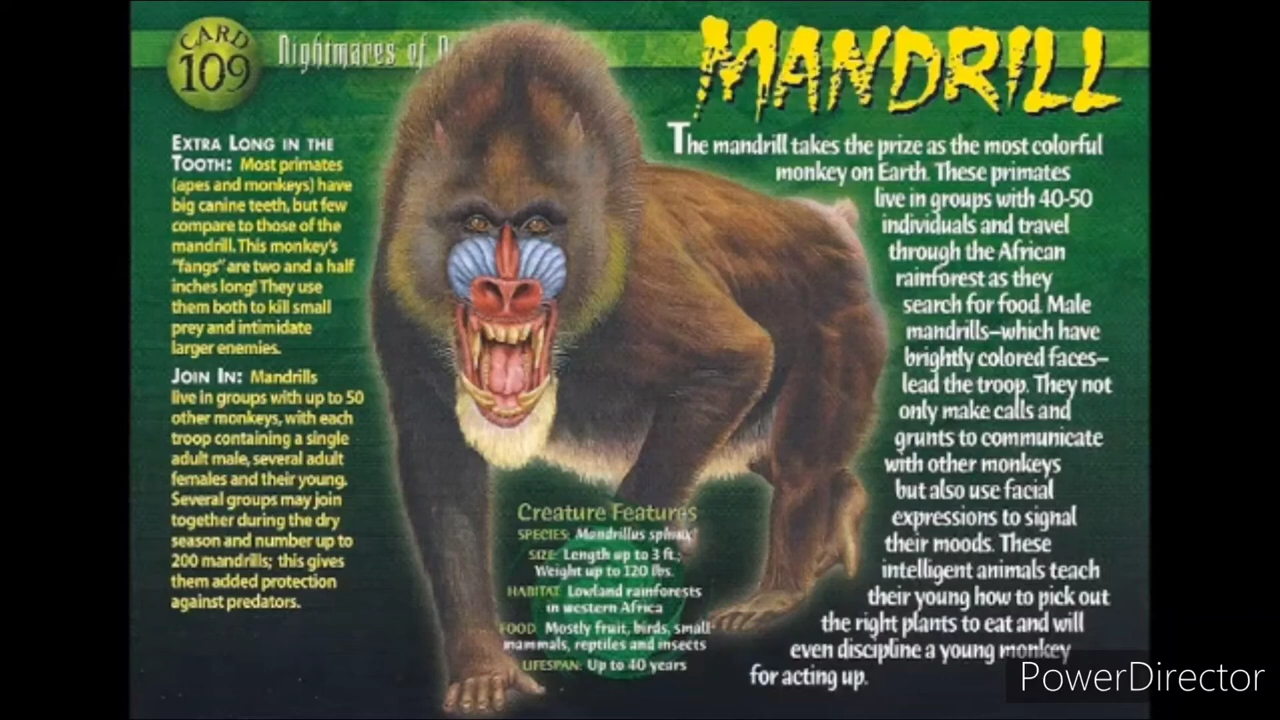 CARD
109
Nightmares of
MANDRILL
EXTRA LONG IN THE
TOOTH: Most primates
(apes and monkeys) have
big canine teeth, but few
compare to those of the
mandrill. This monkey's
"fangs" are two and a half
inches long! They use
them both to kill small
prey and intimidate
larger enemies.
JOIN IN: Mandrills
live in groups with up to 50
other monkeys, with each
troop containing a single
adult male, several adult
females and their young.
Several groups may join
together during the dry
season and number up to
200 mandrills; this gives
them added protection
against predators.
Creature Features
SPECIES: Mandrillus sphinx
SIZE: Length up to 3 ft.;
Weight up to 120 lbs.
HABITAT: Lowland rainforests
in western Africa
FOOD: Mostly fruit, birds, small
mammals, reptiles and insects
LIFESPAN: Up to 40 years
The mandrill takes the prize as the most colorful
monkey on Earth. These primates
live in groups with 40-50
individuals and travel
through the African
rainforest as they
search for food. Male
mandrills–which have
brightly colored faces–
lead the troop. They not
only make calls and
grunts to communicate
with other monkeys
but also use facial
expressions to signal
their moods. These
intelligent animals teach
their young how to pick out
the right plants to eat and will
even discipline a young monkey
for acting up.
PowerDirector